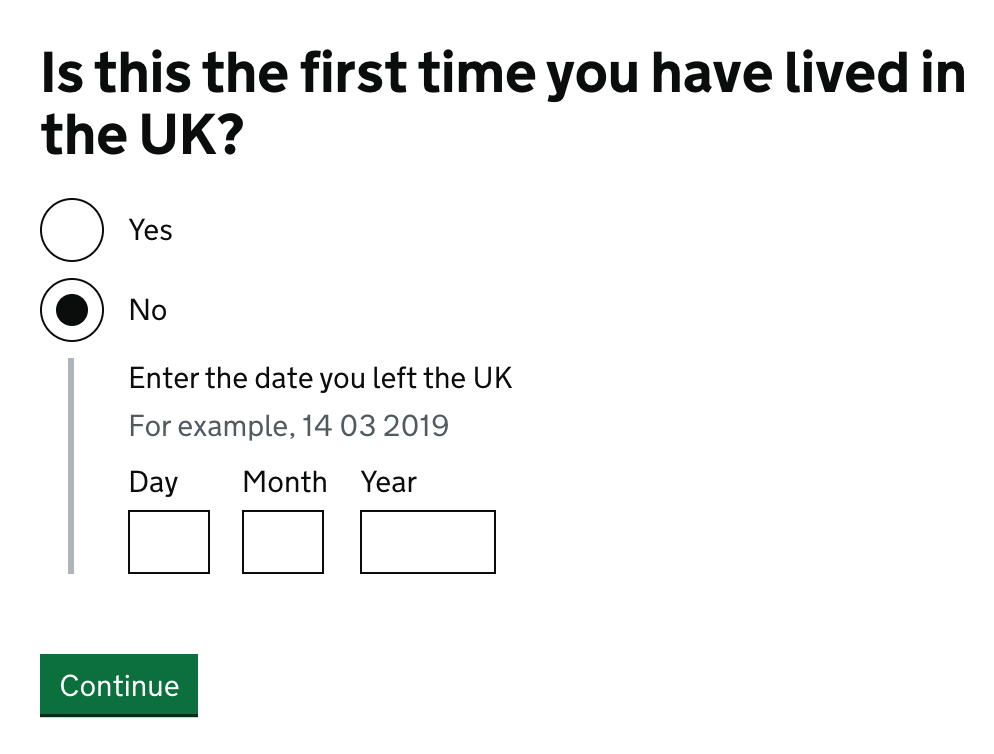 Is this the first time you have lived in
the UK?
Yes
No
Enter the date you left the UK
For example, 14 03 2019
Day Month Year
Continue